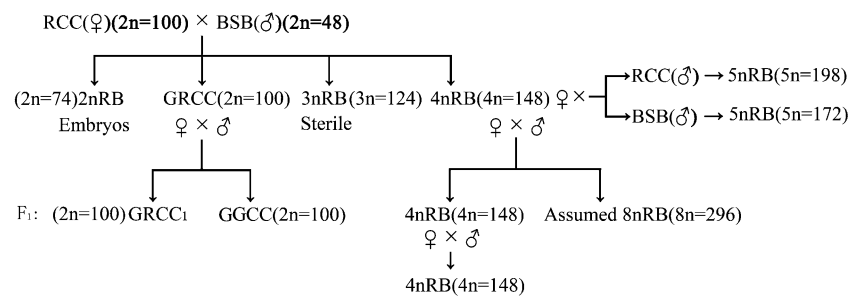 RCC(♀)(2n=100) × BSB(♂)(2n=48)
(2n=74)2nRB GRCC(2n=100) 3nRB(3n=124) 4nRB(4n=148) ♀ × RCC(♂) → 5nRB(5n=198)
BSB(♂) → 5nRB(5n=172)
Embryos ♀ × ♂ Sterile ♀ × ♂
F₁: (2n=100)GRCC₁ GGCC(2n=100) 4nRB(4n=148) Assumed 8nRB(8n=296)
♀ × ♂
4nRB(4n=148)